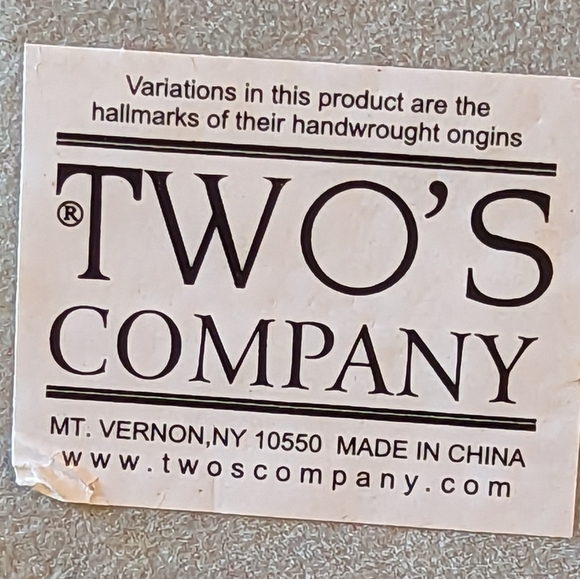 Variations in this product are the
hallmarks of their handwrought ongins
TWO'S
®
COMPANY
MT. VERNON,NY 10550 MADE IN CHINA
www.twoscompany.com